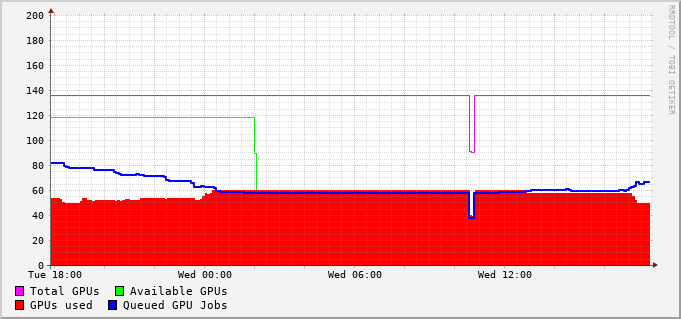 200
180
160
140
120
100
80
60
40
20
0
Tue 18:00 Wed 00:00 Wed 06:00 Wed 12:00
Total GPUs Available GPUs
GPUs used Queued GPU Jobs
RRDTOOL / TOBI OETIKER